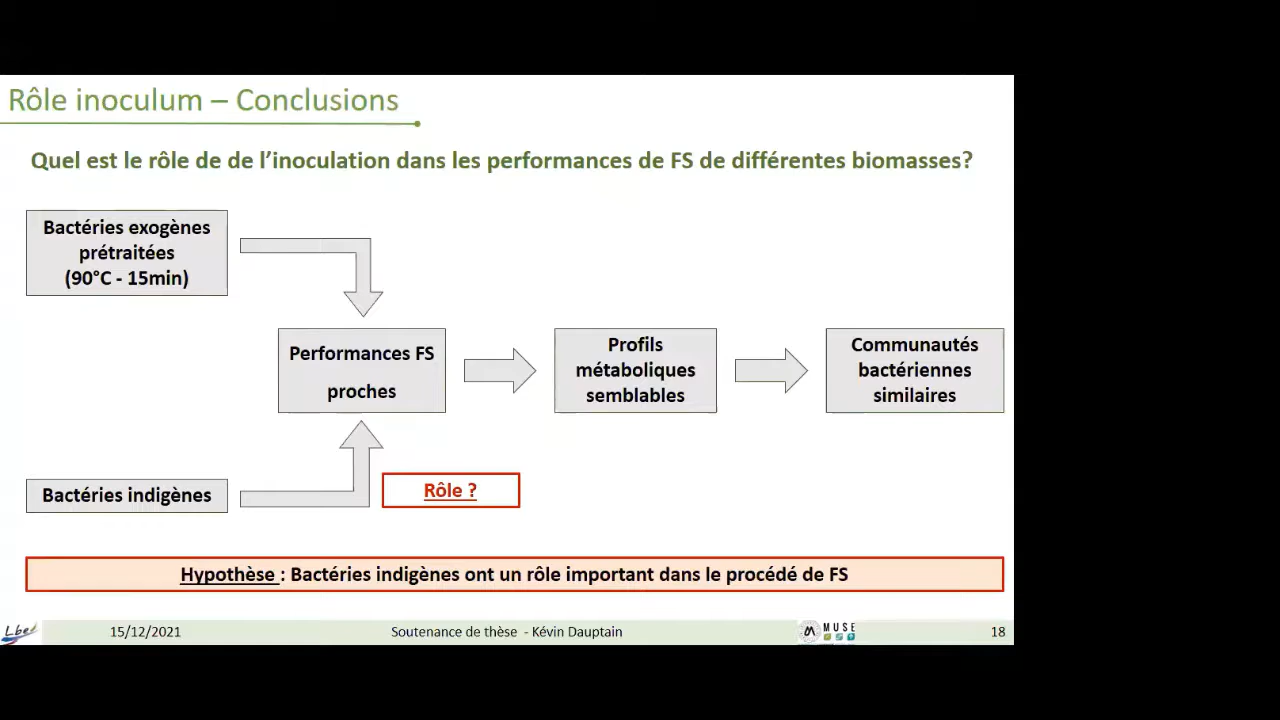 Rôle inoculum – Conclusions
Quel est le rôle de de l’inoculation dans les performances de FS de différentes biomasses?
Bactéries exogènes
prétraitées
(90°C - 15min)
Performances FS
proches
Profils
métaboliques
semblables
Communautés
bactériennes
similaires
Bactéries indigènes
Rôle ?
Hypothèse : Bactéries indigènes ont un rôle important dans le procédé de FS
Lbe
15/12/2021
Soutenance de thèse - Kévin Dauptain
MUSE
18